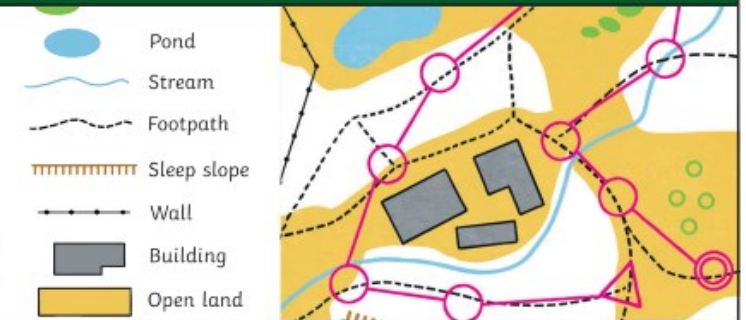 Pond
Stream
Footpath
Sleep slope
Wall
Building
Open land